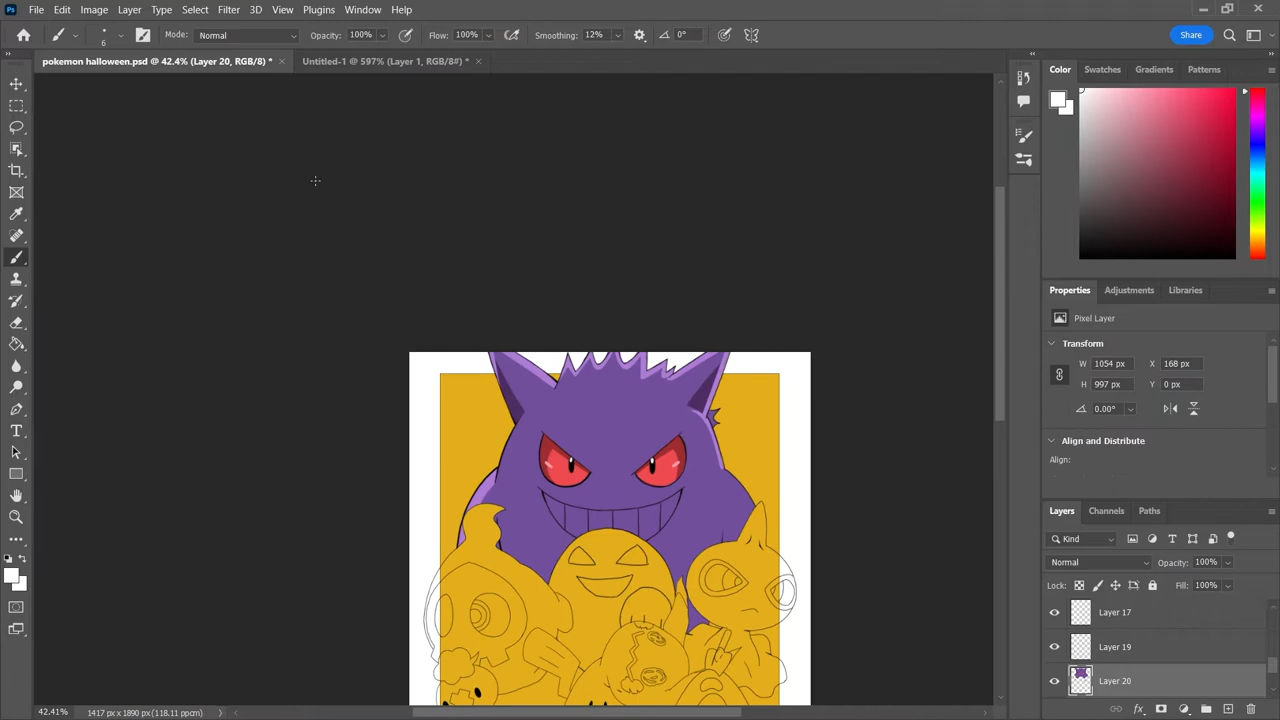 Ps File Edit Image Layer Type Select Filter 3D View Plugins Window Help
6 Mode: Normal Opacity: 100% Flow: 100% Smoothing: 12% 0° Share
pokemon halloween.psd @ 42.4% (Layer 20, RGB/8) * Untitled-1 @ 597% (Layer 1, RGB/8#) *
Color Swatches Gradients Patterns
Properties Adjustments Libraries
Pixel Layer
Transform
W 1054 px X 168 px
H 997 px Y 0 px
0.00°
Align and Distribute
Align:
Layers Channels Paths
Kind
Normal Opacity: 100%
Lock: Fill: 100%
Layer 17
Layer 19
Layer 20
42.41% 1417 px x 1890 px (118.11 ppcm)